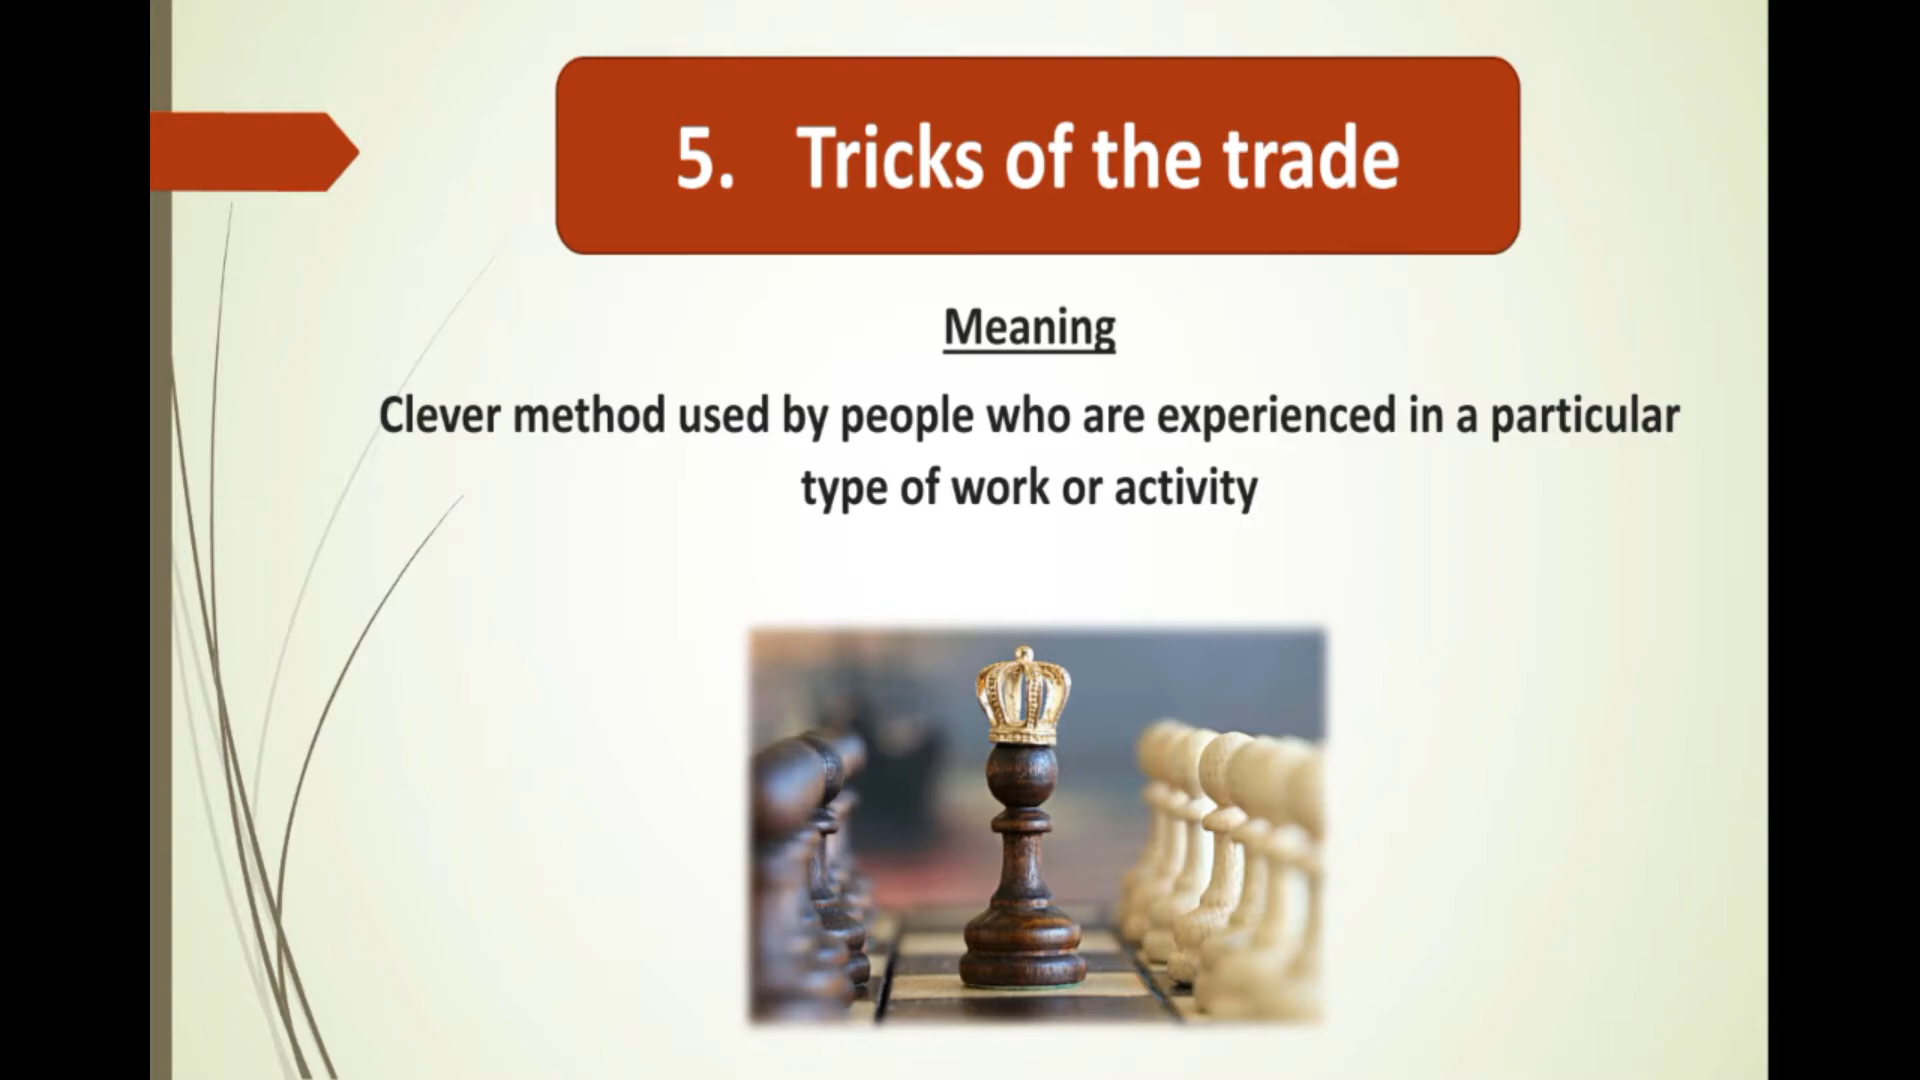 5. Tricks of the trade
Meaning
Clever method used by people who are experienced in a particular
type of work or activity